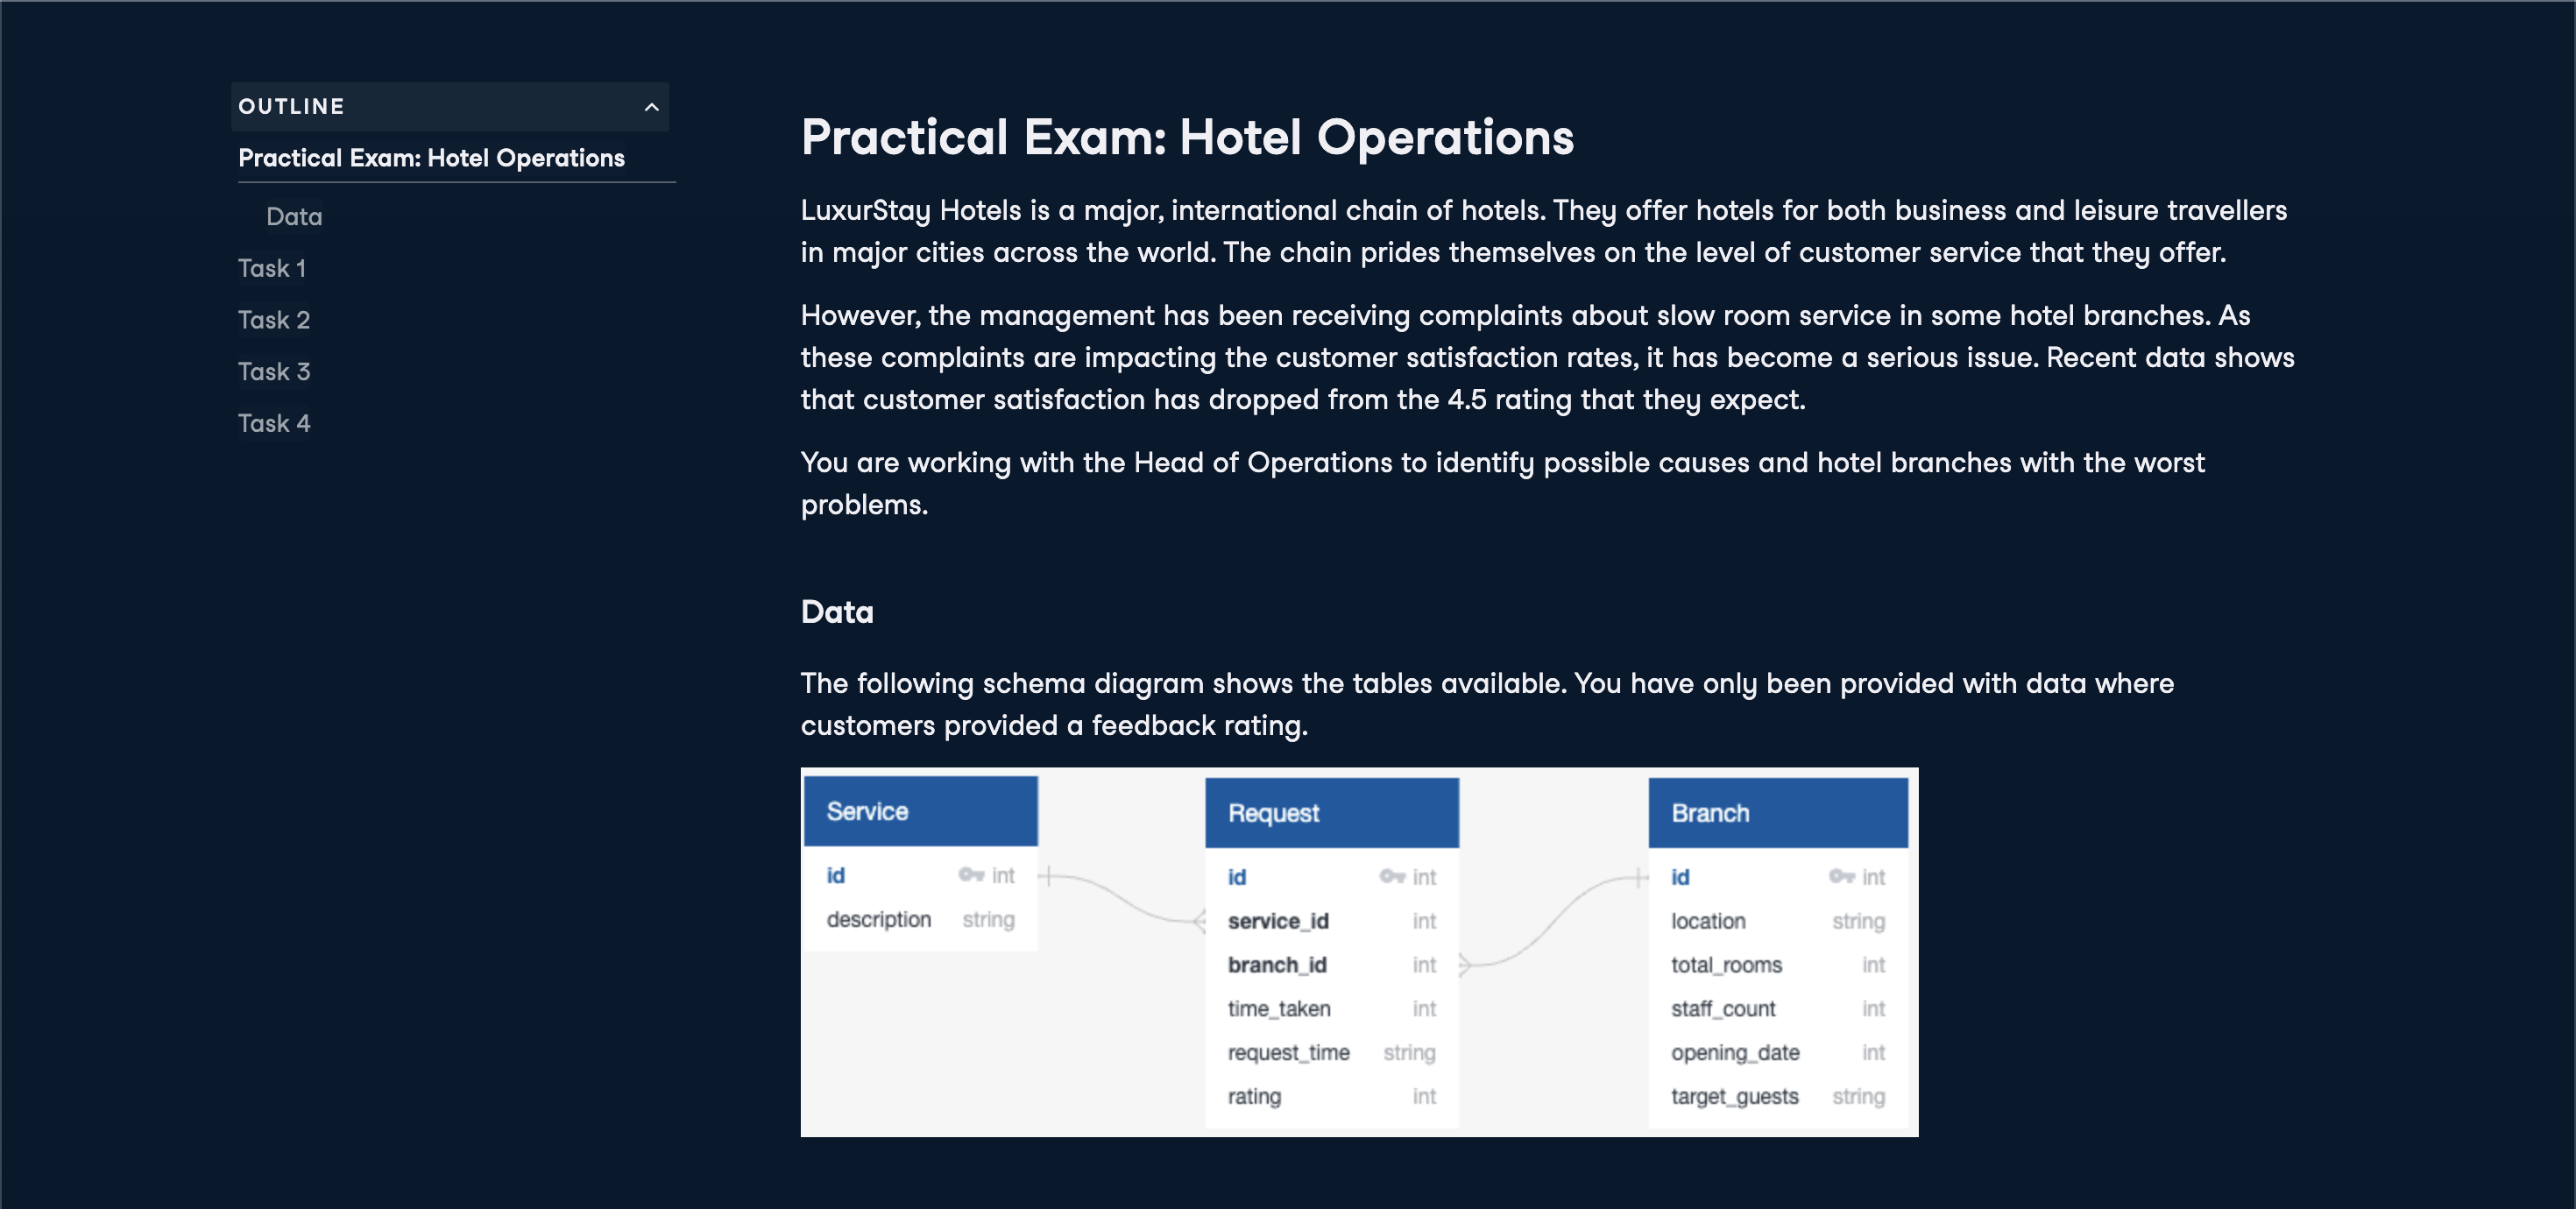 OUTLINE
Practical Exam: Hotel Operations
Data
Task 1
Task 2
Task 3
Task 4
Practical Exam: Hotel Operations
LuxurStay Hotels is a major, international chain of hotels. They offer hotels for both business and leisure travellers
in major cities across the world. The chain prides themselves on the level of customer service that they offer.
However, the management has been receiving complaints about slow room service in some hotel branches. As
these complaints are impacting the customer satisfaction rates, it has become a serious issue. Recent data shows
that customer satisfaction has dropped from the 4.5 rating that they expect.
You are working with the Head of Operations to identify possible causes and hotel branches with the worst
problems.
Data
The following schema diagram shows the tables available. You have only been provided with data where
customers provided a feedback rating.
Service
id int
description string
Request
id int
service_id int
branch_id int
time_taken int
request_time string
rating int
Branch
id int
location string
total_rooms int
staff_count int
opening_date int
target_guests string